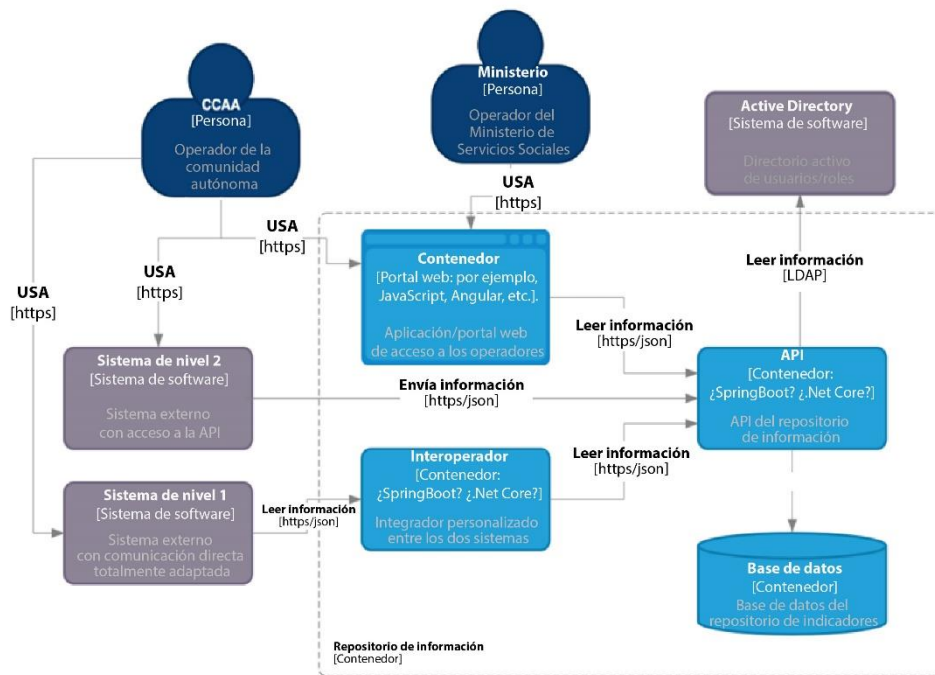 CCAA
[Persona]
Operador de la
comunidad
autónoma
Ministerio
[Persona]
Operador del
Ministerio de
Servicios Sociales
Active Directory
[Sistema de software]
Directorio activo
de usuarios/roles
USA
[https]
USA
[https]
USA
[https]
USA
[https]
Contenedor
[Portal web: por ejemplo,
JavaScript, Angular, etc.].
Aplicación/portal web
de acceso a los operadores
Leer información
[LDAP]
Leer información
[https/json]
Sistema de nivel 2
[Sistema de software]
Sistema externo
con acceso a la API
Envía información
[https/json]
API
[Contenedor:
¿SpringBoot? ¿.Net Core?]
API del repositorio
de información
Leer información
[https/json]
Interoperador
[Contenedor:
¿SpringBoot? ¿.Net Core?]
Integrador personalizado
entre los dos sistemas
Sistema de nivel 1
[Sistema de software]
Sistema externo
con comunicación directa
totalmente adaptada
Leer información
[https/json]
Base de datos
[Contenedor]
Base de datos del
repositorio de indicadores
Repositorio de información
[Contenedor]